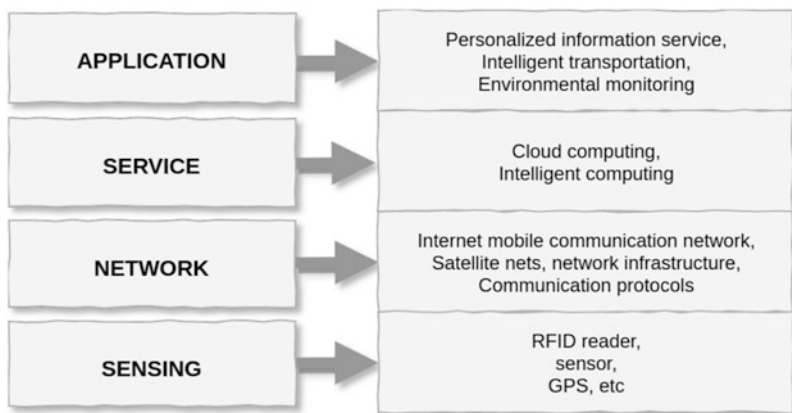 APPLICATION
Personalized information service,
Intelligent transportation,
Environmental monitoring
SERVICE
Cloud computing,
Intelligent computing
NETWORK
Internet mobile communication network,
Satellite nets, network infrastructure,
Communication protocols
SENSING
RFID reader,
sensor,
GPS, etc